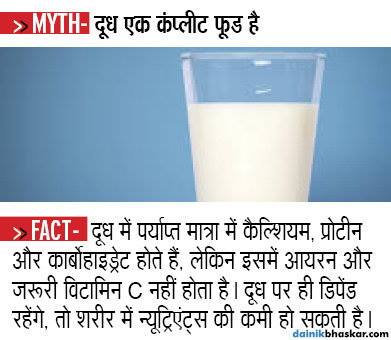 >> MYTH- दूध एक कंप्लीट फूड है
>> FACT- दूध में पर्याप्त मात्रा में कैल्शियम, प्रोटीन
और कार्बोहाइड्रेट होते हैं, लेकिन इसमें आयरन और
जरूरी विटामिन C नहीं होता है। दूध पर ही डिपेंड
रहेंगे, तो शरीर में न्यूट्रिएंट्स की कमी हो सकती है।
dainikbhaskar.com